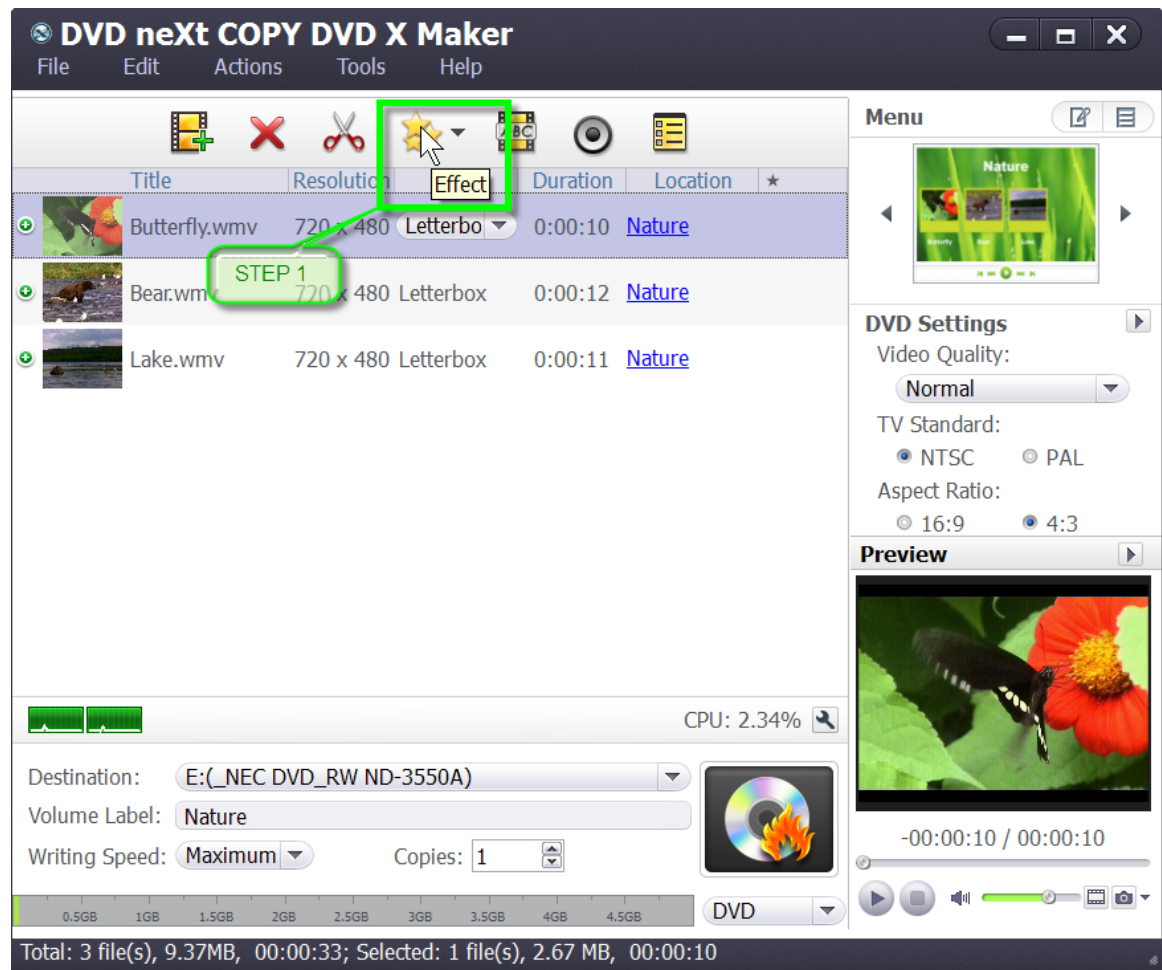 DVD neXt COPY DVD X Maker
File Edit Actions Tools Help
ABC
Effect
Title Resolution Duration Location ★
Butterfly.wmv 720 x 480 Letterbo 0:00:10 Nature
STEP 1
Bear.wmv 720 x 480 Letterbox 0:00:12 Nature
Lake.wmv 720 x 480 Letterbox 0:00:11 Nature
Menu
Nature
Butterfly Bear Lake
DVD Settings
Video Quality:
Normal
TV Standard:
NTSC PAL
Aspect Ratio:
16:9 4:3
Preview
-00:00:10 / 00:00:10
CPU: 2.34%
Destination: E:(_NEC DVD_RW ND-3550A)
Volume Label: Nature
Writing Speed: Maximum Copies: 1
0.5GB 1GB 1.5GB 2GB 2.5GB 3GB 3.5GB 4GB 4.5GB DVD
Total: 3 file(s), 9.37MB, 00:00:33; Selected: 1 file(s), 2.67 MB, 00:00:10